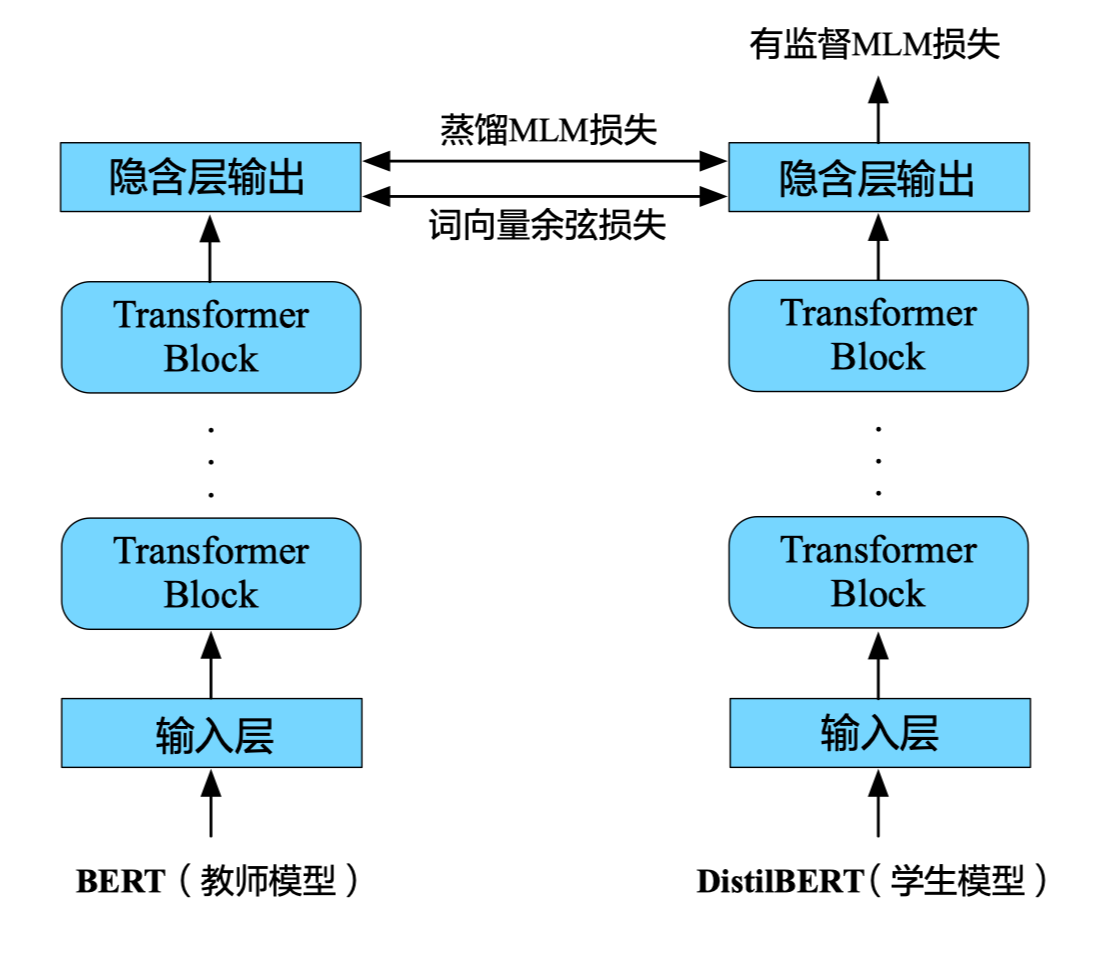 有监督MLM损失
蒸馏MLM损失
隐含层输出
隐含层输出
词向量余弦损失
Transformer
Block
Transformer
Block
.
.
.
.
.
.
Transformer
Block
Transformer
Block
输入层
输入层
BERT（教师模型）
DistilBERT（学生模型）